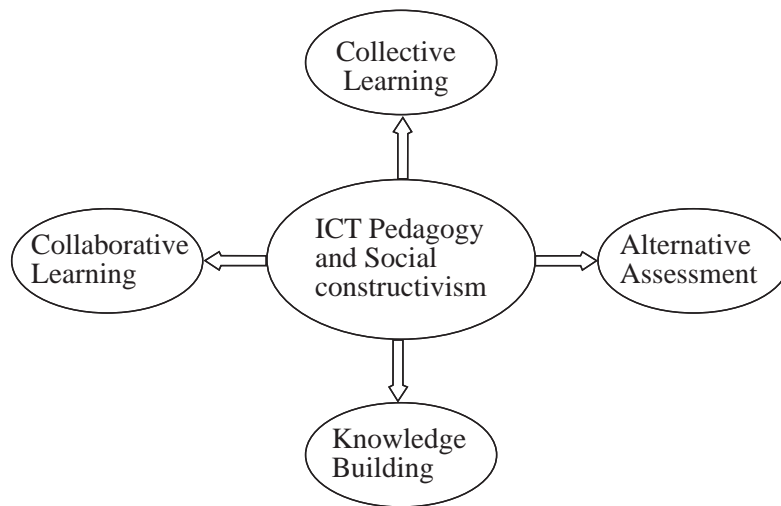 Collective
Learning
Collaborative
Learning
ICT Pedagogy
and Social
constructivism
Alternative
Assessment
Knowledge
Building